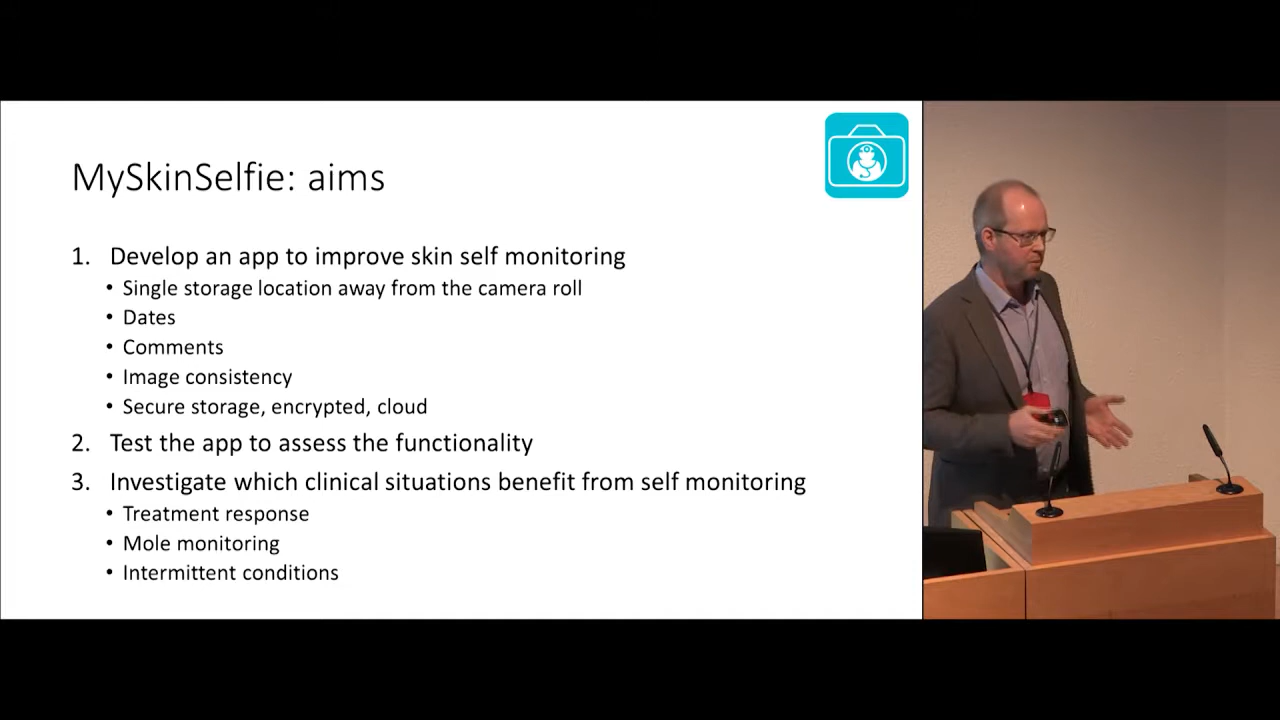 MySkinSelfie: aims
1. Develop an app to improve skin self monitoring
• Single storage location away from the camera roll
• Dates
• Comments
• Image consistency
• Secure storage, encrypted, cloud
2. Test the app to assess the functionality
3. Investigate which clinical situations benefit from self monitoring
• Treatment response
• Mole monitoring
• Intermittent conditions